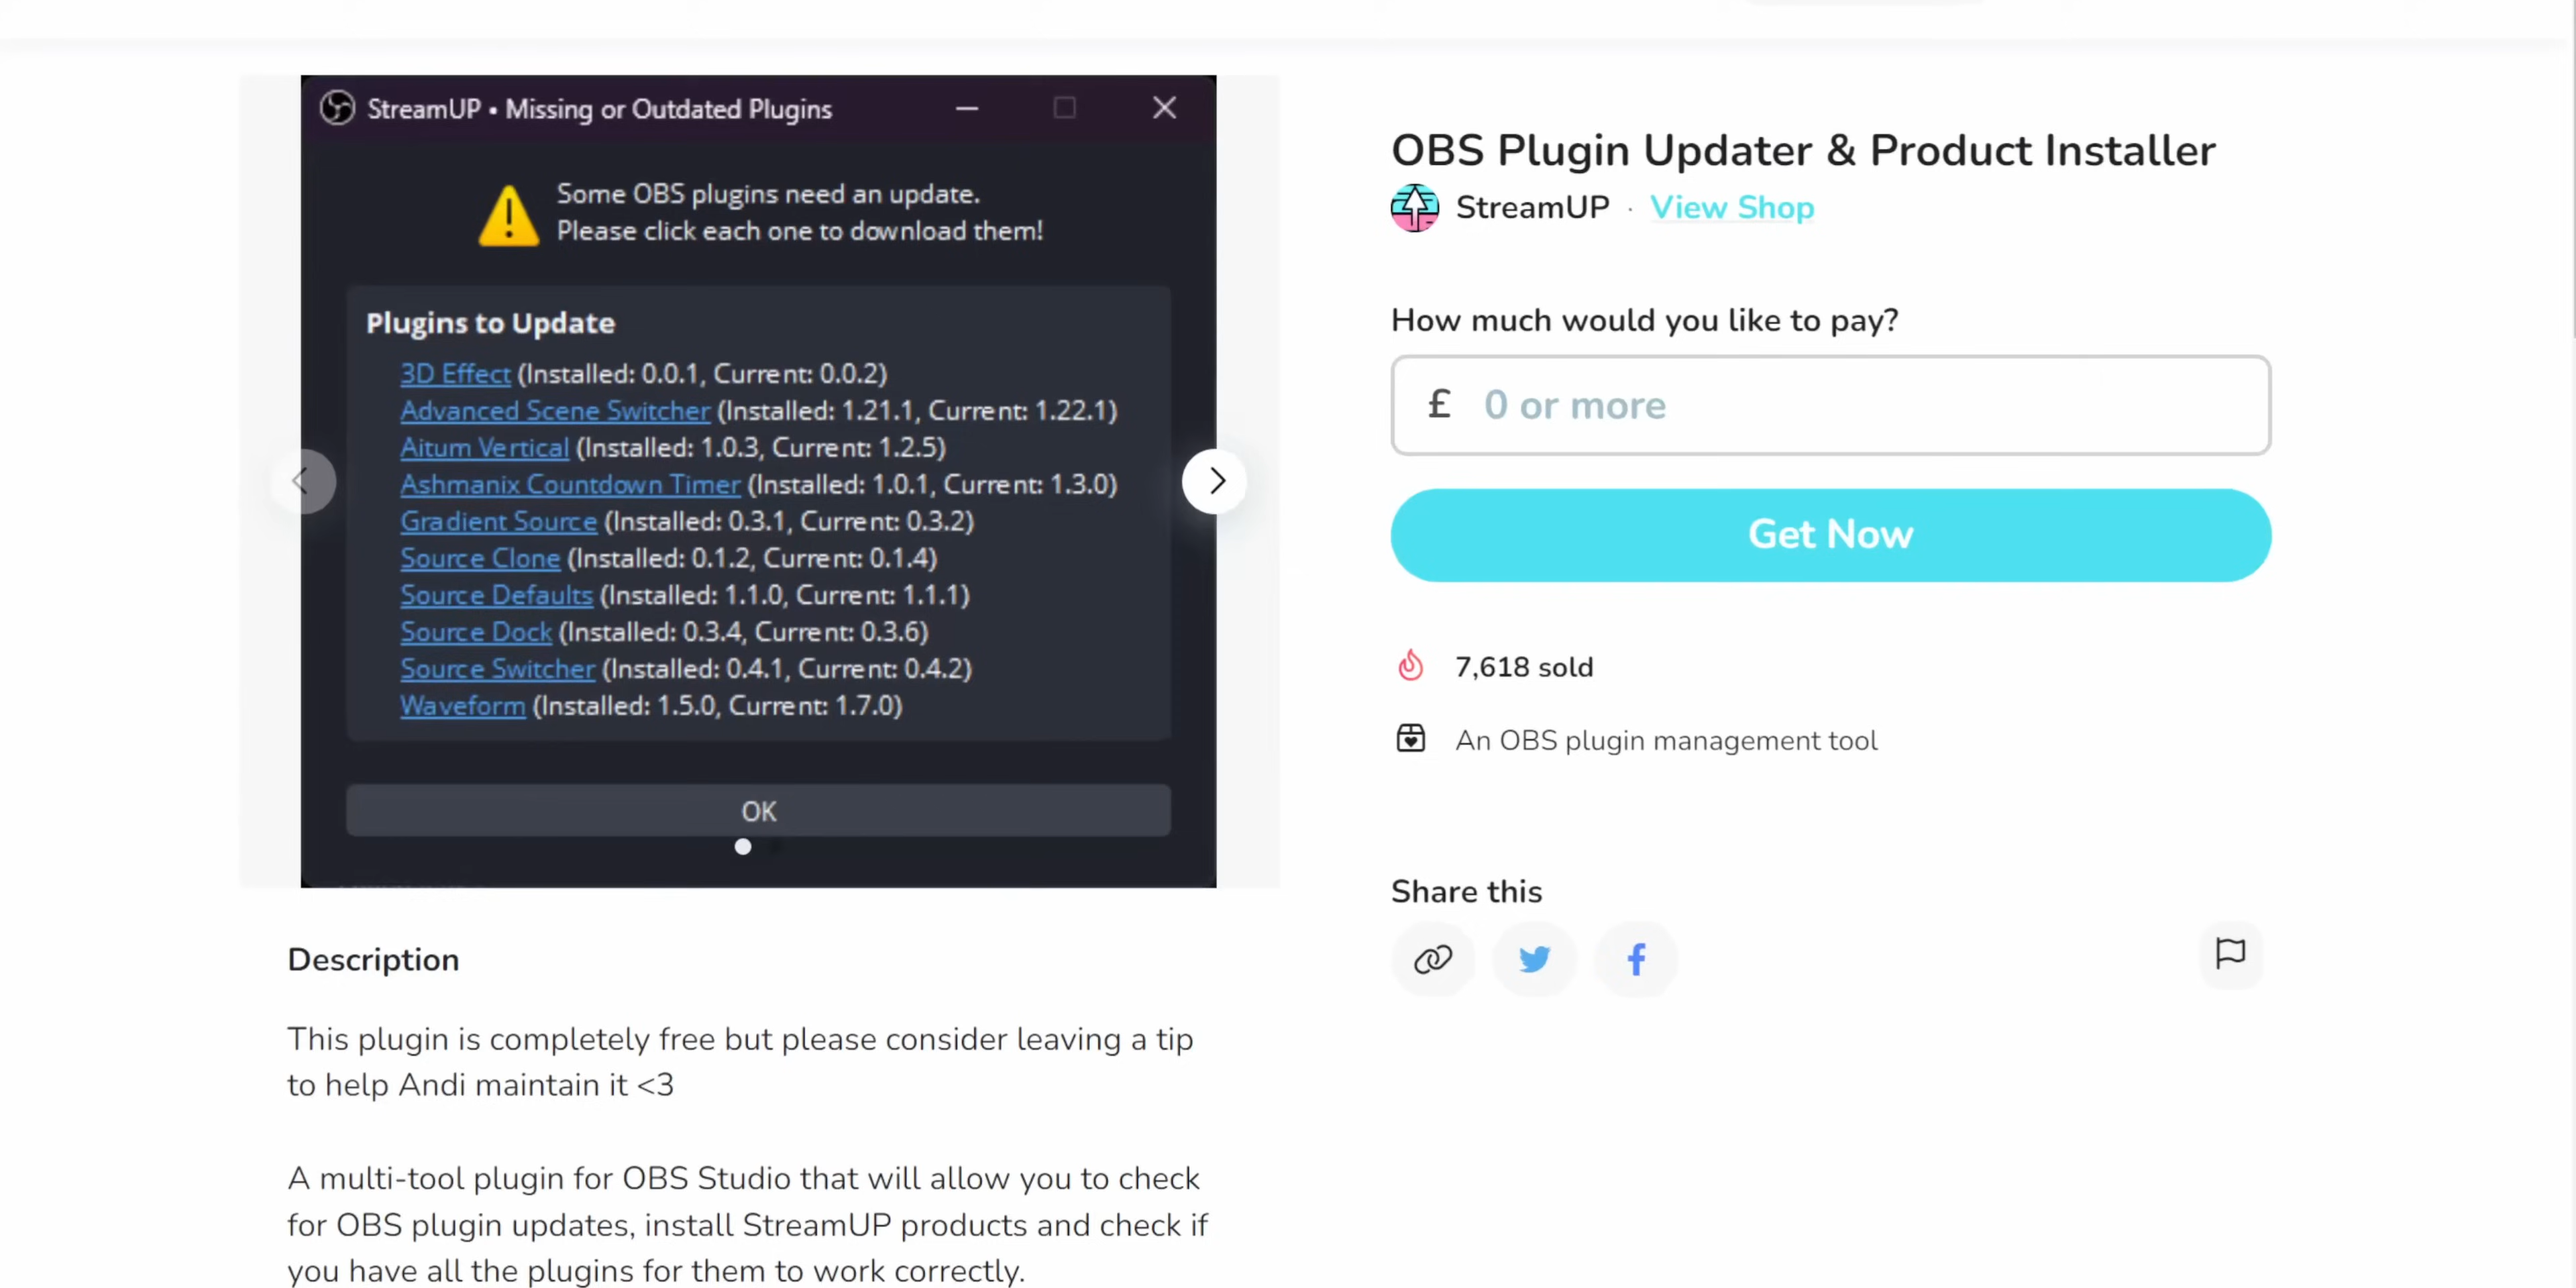 StreamUP • Missing or Outdated Plugins
Some OBS plugins need an update.
Please click each one to download them!
Plugins to Update
3D Effect (Installed: 0.0.1, Current: 0.0.2)
Advanced Scene Switcher (Installed: 1.21.1, Current: 1.22.1)
Aitum Vertical (Installed: 1.0.3, Current: 1.2.5)
Ashmanix Countdown Timer (Installed: 1.0.1, Current: 1.3.0)
Gradient Source (Installed: 0.3.1, Current: 0.3.2)
Source Clone (Installed: 0.1.2, Current: 0.1.4)
Source Defaults (Installed: 1.1.0, Current: 1.1.1)
Source Dock (Installed: 0.3.4, Current: 0.3.6)
Source Switcher (Installed: 0.4.1, Current: 0.4.2)
Waveform (Installed: 1.5.0, Current: 1.7.0)
OK
Description
This plugin is completely free but please consider leaving a tip
to help Andi maintain it <3
A multi-tool plugin for OBS Studio that will allow you to check
for OBS plugin updates, install StreamUP products and check if
you have all the plugins for them to work correctly.
OBS Plugin Updater & Product Installer
StreamUP · View Shop
How much would you like to pay?
£ 0 or more
Get Now
7,618 sold
An OBS plugin management tool
Share this